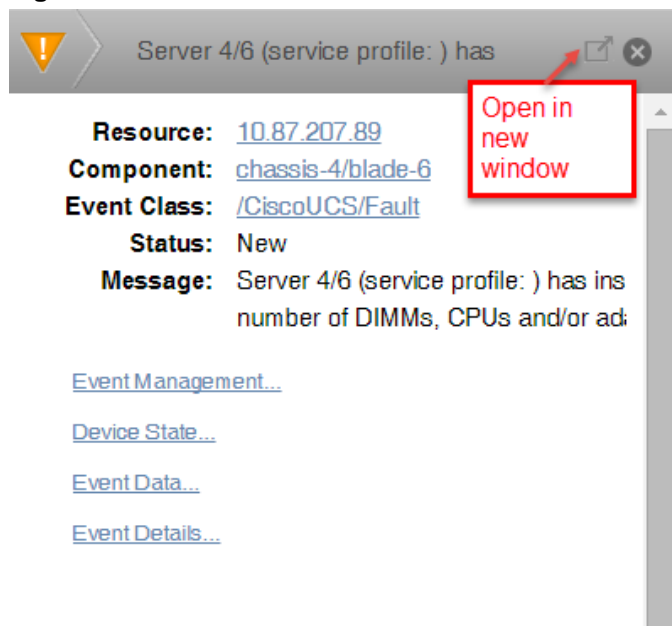 Server 4/6 (service profile: ) has
Open in
new
window
Resource: 10.87.207.89
Component: chassis-4/blade-6
Event Class: /CiscoUCS/Fault
Status: New
Message: Server 4/6 (service profile: ) has ins
number of DIMMs, CPUs and/or
Event Management...
Device State...
Event Data...
Event Details...